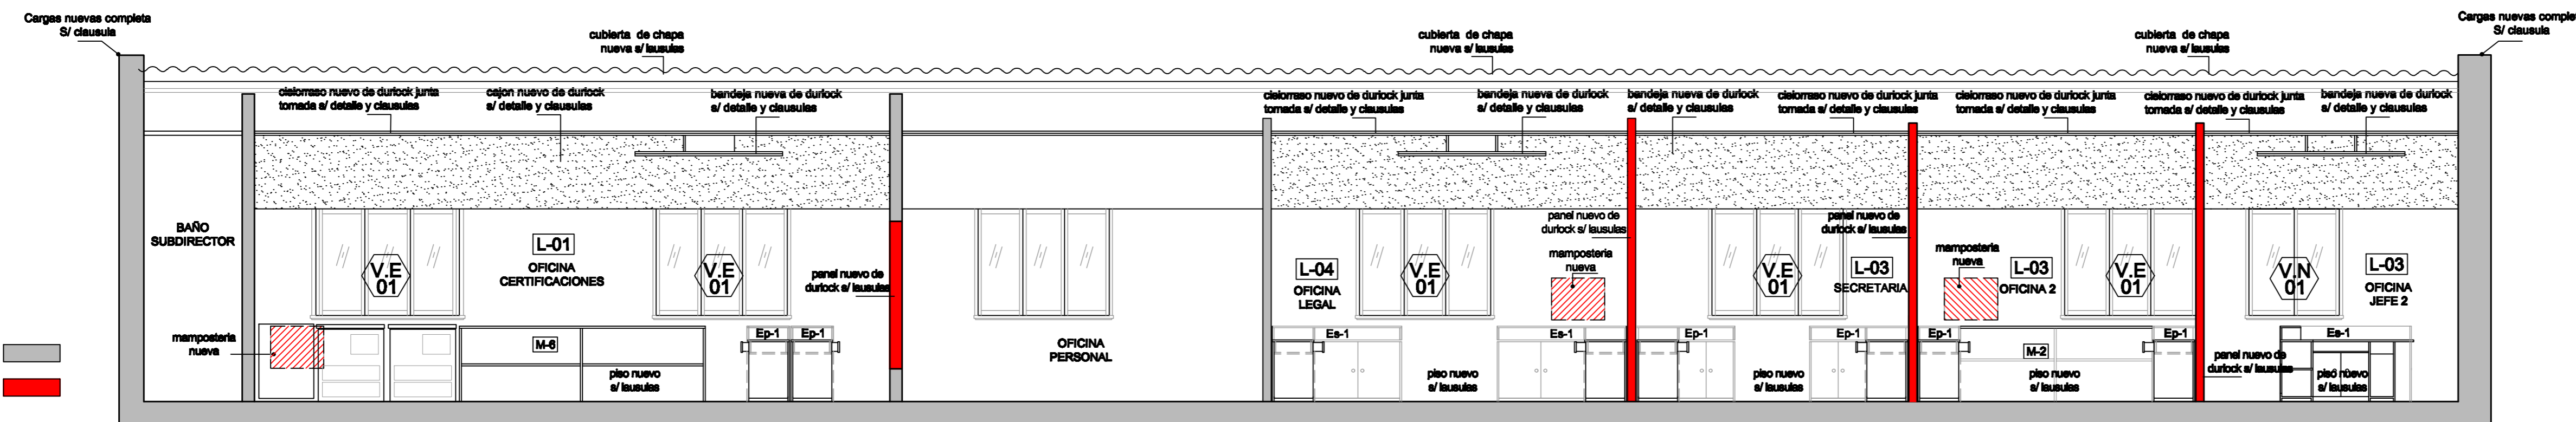 Cargas nuevas completa
S/ clausula
cubierta de chapa
nueva s/ lausulas
cubierta de chapa
nueva s/ lausulas
cubierta de chapa
nueva s/ lausulas
Cargas nuevas comple
S/ clausula
cielorraso nuevo de durlock junta
tomada s/ detalle y clausulas
cajon nuevo de durlock
s/ detalle y clausulas
bandeja nueva de durlock
s/ detalle y clausulas
cielorraso nuevo de durlock junta
tomada s/ detalle y clausulas
bandeja nueva de durlock
s/ detalle y clausulas
bandeja nueva de durlock
s/ detalle y clausulas
cielorraso nuevo de durlock junta
tomada s/ detalle y clausulas
cielorraso nuevo de durlock junta
tomada s/ detalle y clausulas
cielorraso nuevo de durlock junta
tomada s/ detalle y clausulas
bandeja nueva de durlock
s/ detalle y clausulas
BAÑO
SUBDIRECTOR
V.E
01
L-01
OFICINA
CERTIFICACIONES
V.E
01
panel nuevo de
durlock s/ lausulas
mamposteria
nueva
M-6
piso nuevo
s/ lausulas
Ep-1
Ep-1
OFICINA
PERSONAL
L-04
OFICINA
LEGAL
V.E
01
panel nuevo de
durlock s/ lausulas
mamposteria
nueva
Es-1
Es-1
piso nuevo
s/ lausulas
V.E
01
panel nuevo de
durlock s/ lausulas
L-03
SECRETARIA
Ep-1
Ep-1
piso nuevo
s/ lausulas
mamposteria
nueva
L-03
OFICINA 2
V.E
01
Ep-1
M-2
Ep-1
piso nuevo
s/ lausulas
V.N
01
L-03
OFICINA
JEFE 2
Es-1
panel nuevo de
durlock s/ lausulas
piso nuevo
s/ lausulas